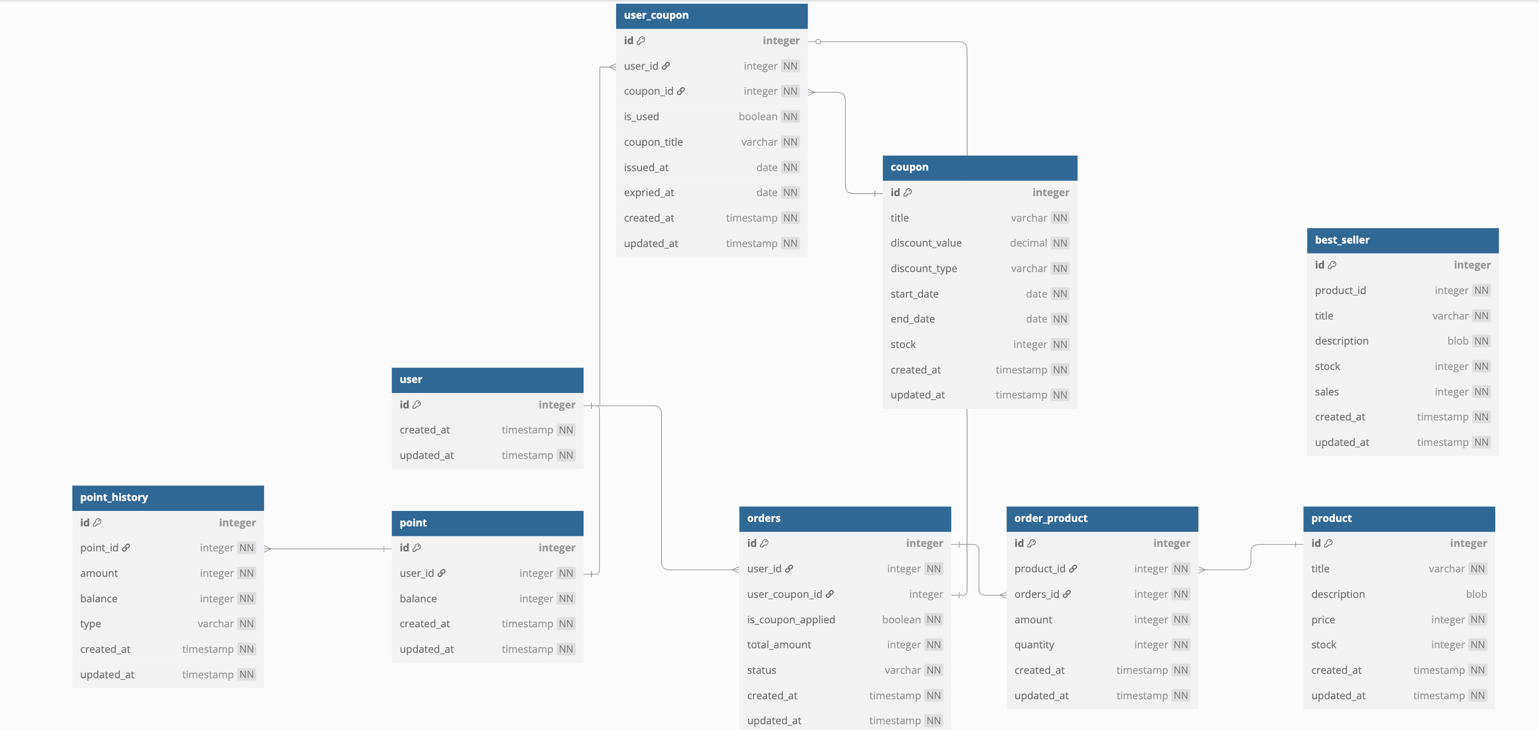 user_coupon
id integer
user_id integer NN
coupon_id integer NN
is_used boolean NN
coupon_title varchar NN
issued_at date NN
expried_at date NN
created_at timestamp NN
updated_at timestamp NN
coupon
id integer
title varchar NN
discount_value decimal NN
discount_type varchar NN
start_date date NN
end_date date NN
stock integer NN
created_at timestamp NN
updated_at timestamp NN
best_seller
id integer
product_id integer NN
title varchar NN
description blob NN
stock integer NN
sales integer NN
created_at timestamp NN
updated_at timestamp NN
user
id integer
created_at timestamp NN
updated_at timestamp NN
point_history
id integer
point_id integer NN
amount integer NN
balance integer NN
type varchar NN
created_at timestamp NN
updated_at timestamp NN
point
id integer
user_id integer NN
balance integer NN
created_at timestamp NN
updated_at timestamp NN
orders
id integer
user_id integer NN
user_coupon_id integer
is_coupon_applied boolean NN
total_amount integer NN
status varchar NN
created_at timestamp NN
updated_at timestamp NN
order_product
id integer
product_id integer NN
orders_id integer NN
amount integer NN
quantity integer NN
created_at timestamp NN
updated_at timestamp NN
product
id integer
title varchar NN
description blob
price integer NN
stock integer NN
created_at timestamp NN
updated_at timestamp NN